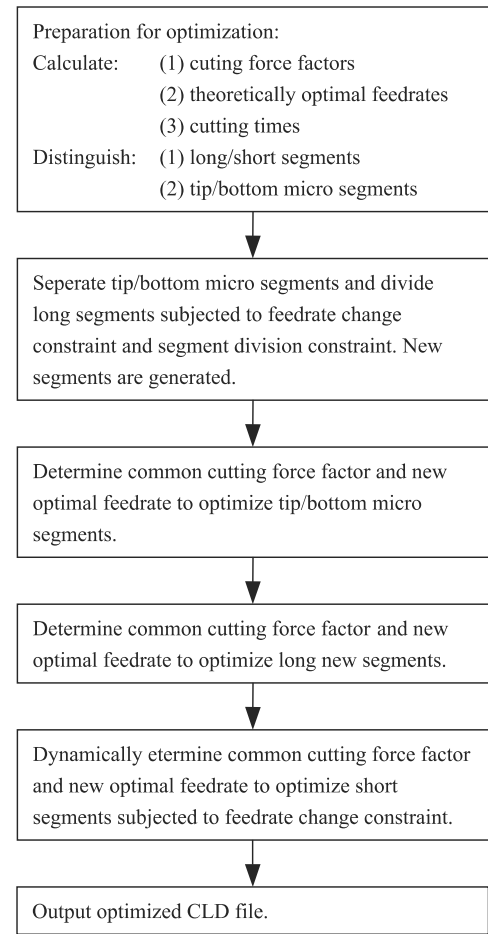 Preparation for optimization:
Calculate: (1) cuting force factors
(2) theoretically optimal feedrates
(3) cutting times
Distinguish: (1) long/short segments
(2) tip/bottom micro segments
Seperate tip/bottom micro segments and divide
long segments subjected to feedrate change
constraint and segment division constraint. New
segments are generated.
Determine common cutting force factor and new
optimal feedrate to optimize tip/bottom micro
segments.
Determine common cutting force factor and new
optimal feedrate to optimize long new segments.
Dynamically etermine common cutting force factor
and new optimal feedrate to optimize short
segments subjected to feedrate change constraint.
Output optimized CLD file.